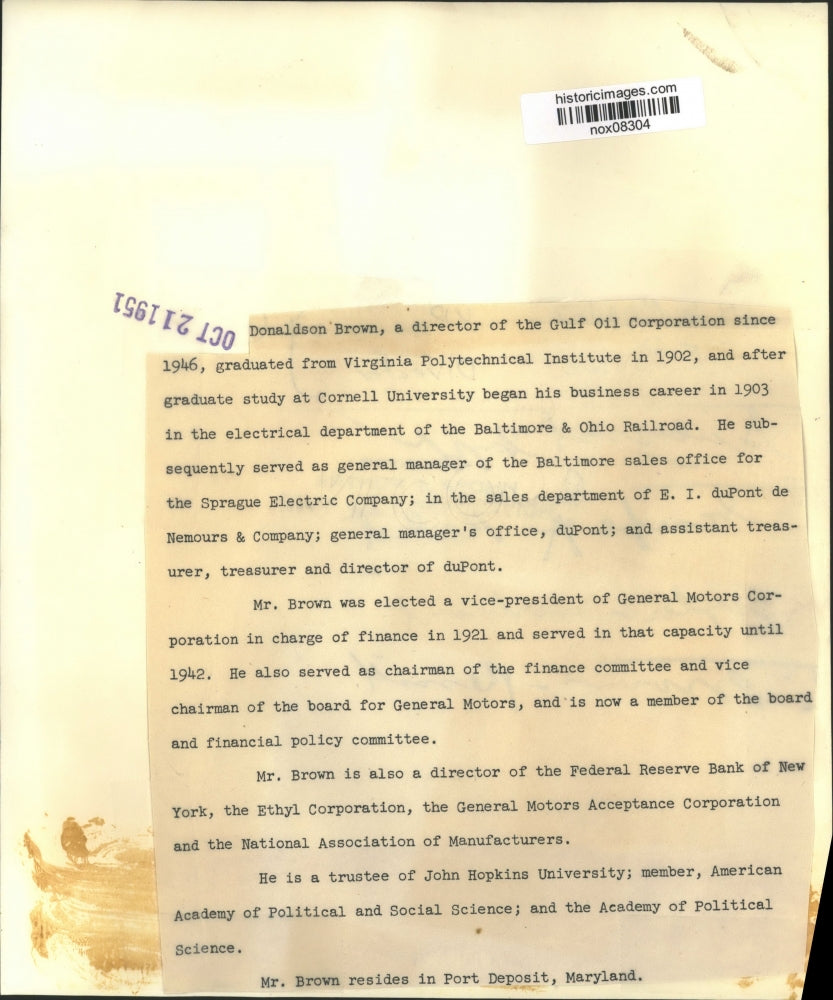 historicimages.com
nox08304
OCT 21 1951
Donaldson Brown, a director of the Gulf Oil Corporation since
1946, graduated from Virginia Polytechnical Institute in 1902, and after
graduate study at Cornell University began his business career in 1903
in the electrical department of the Baltimore & Ohio Railroad. He sub-
sequently served as general manager of the Baltimore sales office for
the Sprague Electric Company; in the sales department of E. I. duPont de
Nemours & Company; general manager's office, duPont; and assistant treas-
urer, treasurer and director of duPont.
Mr. Brown was elected a vice-president of General Motors Cor-
poration in charge of finance in 1921 and served in that capacity until
1942. He also served as chairman of the finance committee and vice
chairman of the board for General Motors, and is now a member of the board
and financial policy committee.
Mr. Brown is also a director of the Federal Reserve Bank of New
York, the Ethyl Corporation, the General Motors Acceptance Corporation
and the National Association of Manufacturers.
He is a trustee of John Hopkins University; member, American
Academy of Political and Social Science; and the Academy of Political
Science.
Mr. Brown resides in Port Deposit, Maryland.